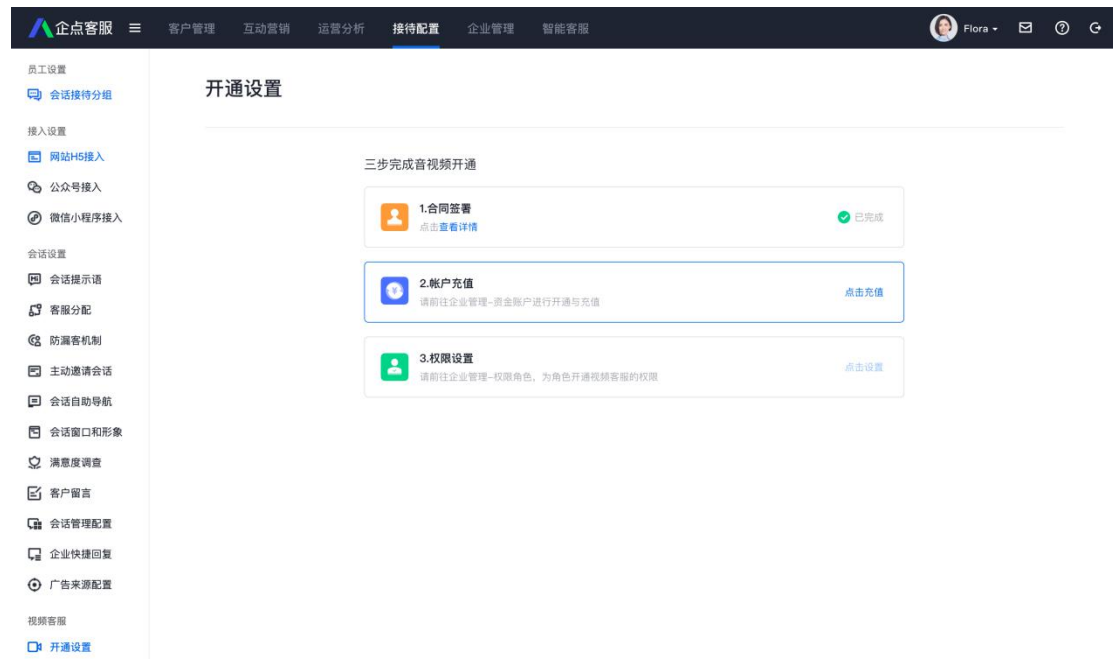 企点客服
客户管理 互动营销 运营分析 接待配置 企业管理 智能客服
Flora
员工设置
会话接待分组
接入设置
网站H5接入
公众号接入
微信小程序接入
会话设置
会话提示语
客服分配
防漏客机制
主动邀请会话
会话自助导航
会话窗口和形象
满意度调查
客户留言
会话管理配置
企业快捷回复
广告来源配置
视频客服
开通设置
开通设置
三步完成音视频开通
1.合同签署
点击查看详情
已完成
2.帐户充值
请前往企业管理-资金账户进行开通与充值
点击充值
3.权限设置
请前往企业管理-权限角色，为角色开通视频客服的权限
点击设置